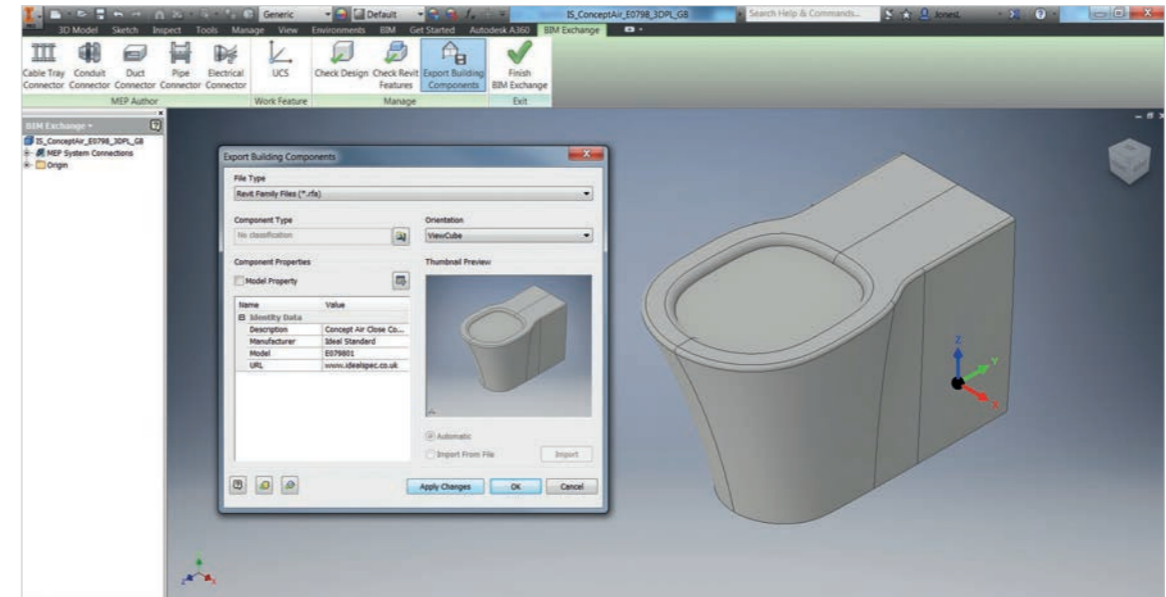 Generic Default IS_ConceptAir_E0798_3DPL_GB Search Help & Commands... JonesL
3D Model Sketch Inspect Tools Manage View Environments BIM Get Started Autodesk A360 BIM Exchange
Cable Tray Connector
Conduit Connector
Duct Connector
Pipe Connector
Electrical Connector
UCS
Check Design
Check Revit Features
Export Building Components
Finish BIM Exchange
MEP Author Work Feature Manage Exit
BIM Exchange
IS_ConceptAir_E0798_3DPL_GB
MEP System Connections
Origin
Export Building Components
File Type
Revit Family Files (*.rfa)
Component Type Orientation
No classification ViewCube
Component Properties Thumbnail Preview
Model Property
Name Value
Identity Data
Description Concept Air Close Co...
Manufacturer Ideal Standard
Model E079801
URL www.idealspec.co.uk
Automatic
Import From File Import
Apply Changes OK Cancel
Z
Y
X
Z X